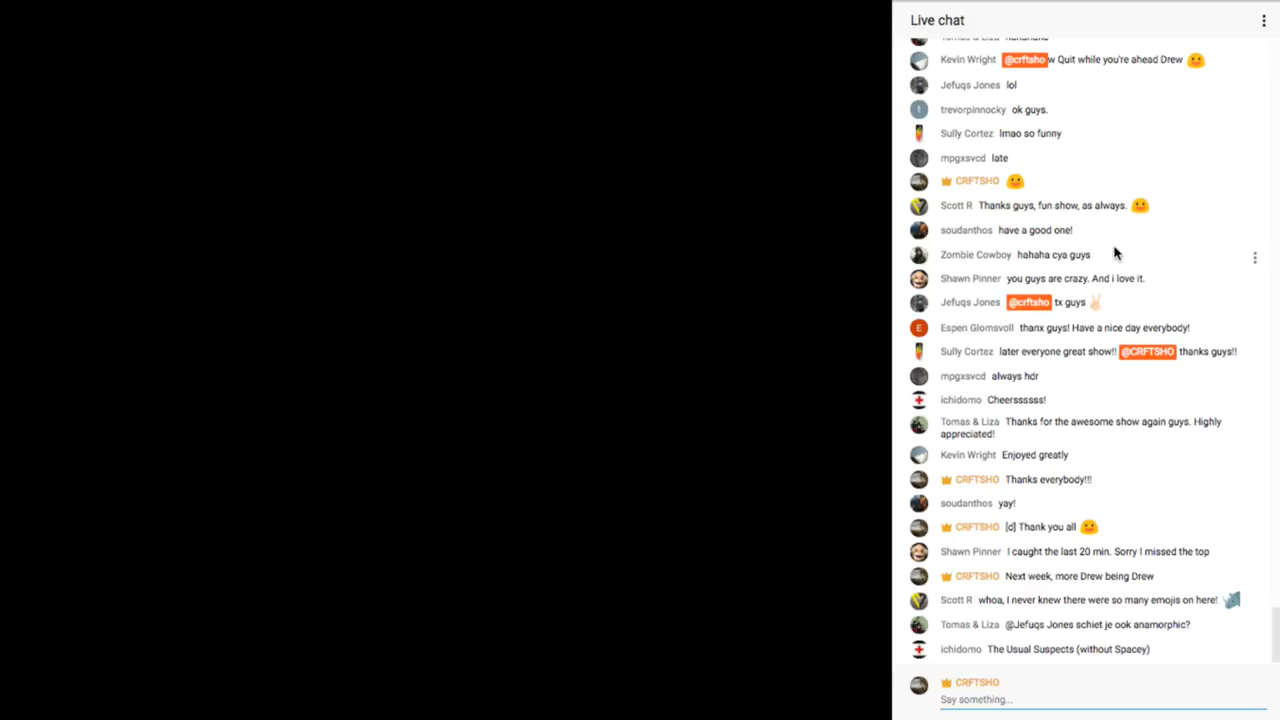 Live chat
Kevin Wright @crftsho w Quit while you're ahead Drew
Jefuqs Jones lol
trevorpinnocky ok guys.
Sully Cortez lmao so funny
mpgxsvcd late
CRFTSHO
Scott R Thanks guys, fun show, as always.
soudanthos have a good one!
Zombie Cowboy hahaha cya guys
Shawn Pinner you guys are crazy. And i love it.
Jefuqs Jones @crftsho tx guys
E Espen Glomsvoll thanx guys! Have a nice day everybody!
Sully Cortez later everyone great show!! @CRFTSHO thanks guys!!
mpgxsvcd always hdr
ichidomo Cheerssssss!
Tomas & Liza Thanks for the awesome show again guys. Highly
appreciated!
Kevin Wright Enjoyed greatly
CRFTSHO Thanks everybody!!!
soudanthos yay!
CRFTSHO [d] Thank you all
Shawn Pinner I caught the last 20 min. Sorry I missed the top
CRFTSHO Next week, more Drew being Drew
Scott R whoa, I never knew there were so many emojis on here!
Tomas & Liza @Jefuqs Jones schiet je ook anamorphic?
ichidomo The Usual Suspects (without Spacey)
CRFTSHO
Say something...